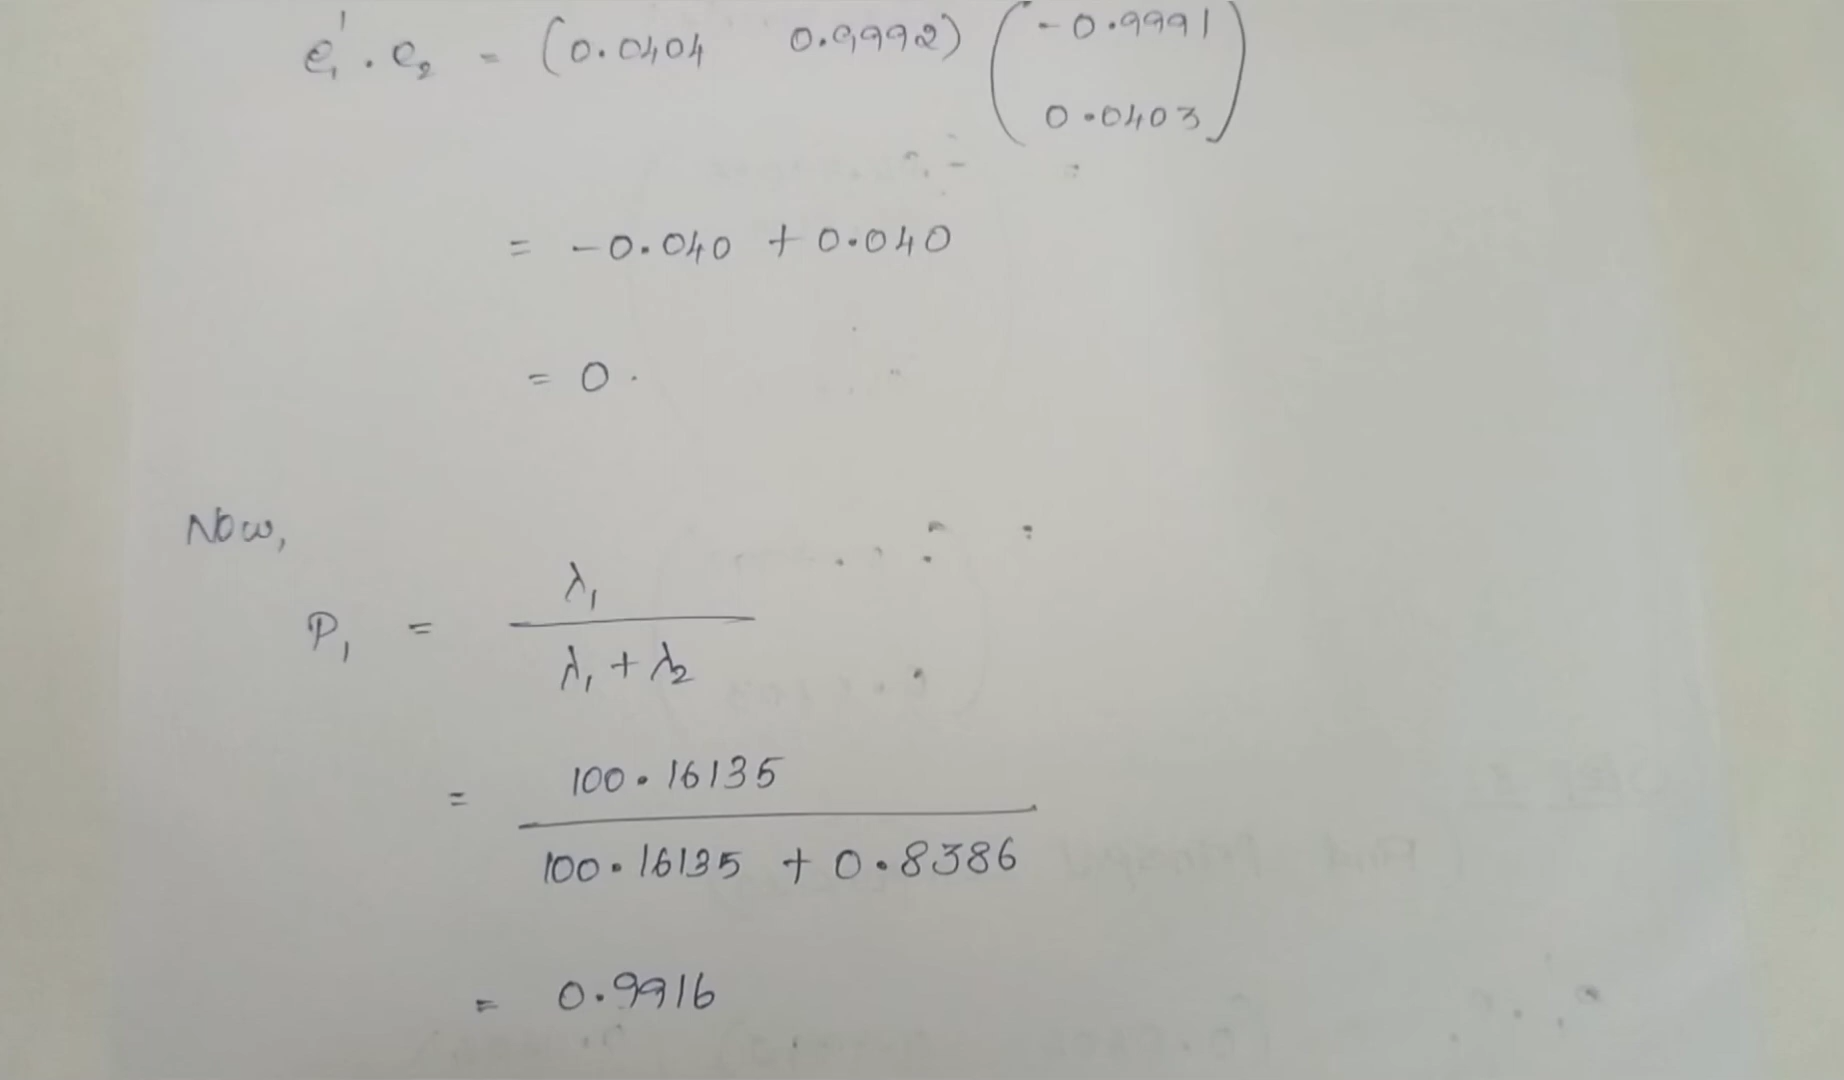 e₁' . e₂ = (0.0404 0.9992) (-0.9991
0.0403)
= -0.040 + 0.040
= 0.
Now,
P₁ = λ₁
λ₁ + λ₂
= 100.16135
100.16135 + 0.8386
= 0.9916